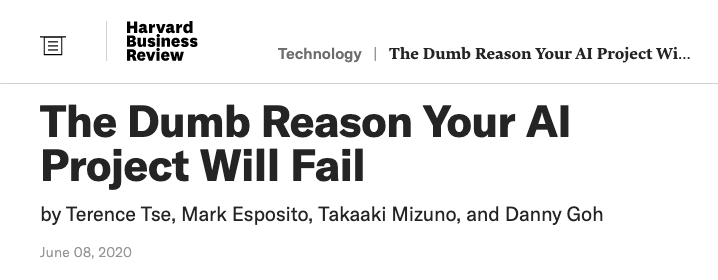 Harvard
Business
Review
Technology | The Dumb Reason Your AI Project Wi...
The Dumb Reason Your AI
Project Will Fail
by Terence Tse, Mark Esposito, Takaaki Mizuno, and Danny Goh
June 08, 2020